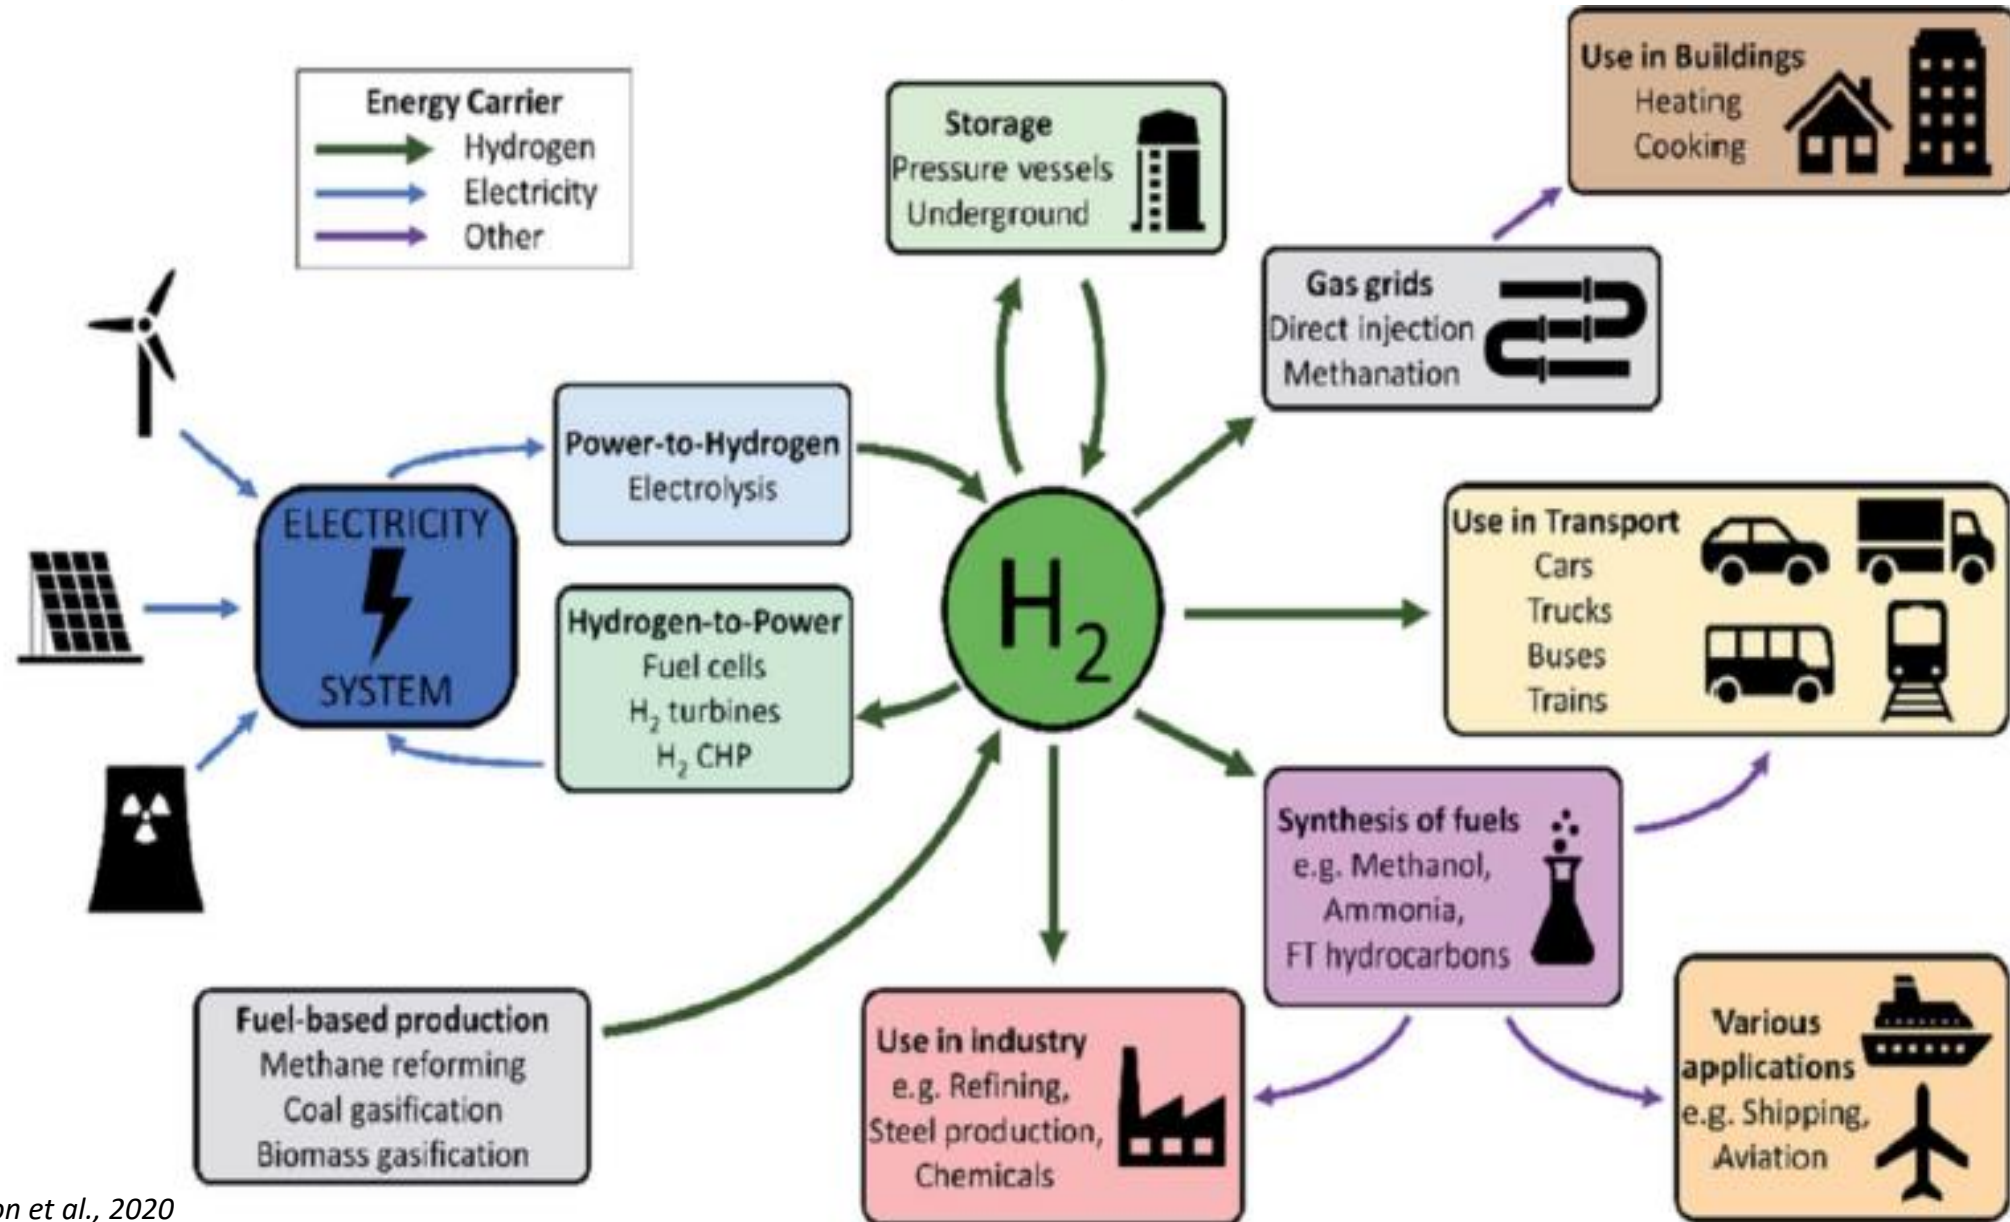 Energy Carrier
Hydrogen
Electricity
Other
Storage
Pressure vessels
Underground
Use in Buildings
Heating
Cooking
Gas grids
Direct injection
Methanation
Power-to-Hydrogen
Electrolysis
ELECTRICITY
SYSTEM
Hydrogen-to-Power
Fuel cells
H₂ turbines
H₂ CHP
H₂
Use in Transport
Cars
Trucks
Buses
Trains
Synthesis of fuels
e.g. Methanol,
Ammonia,
FT hydrocarbons
Fuel-based production
Methane reforming
Coal gasification
Biomass gasification
Use in industry
e.g. Refining,
Steel production,
Chemicals
Various
applications
e.g. Shipping,
Aviation
et al., 2020